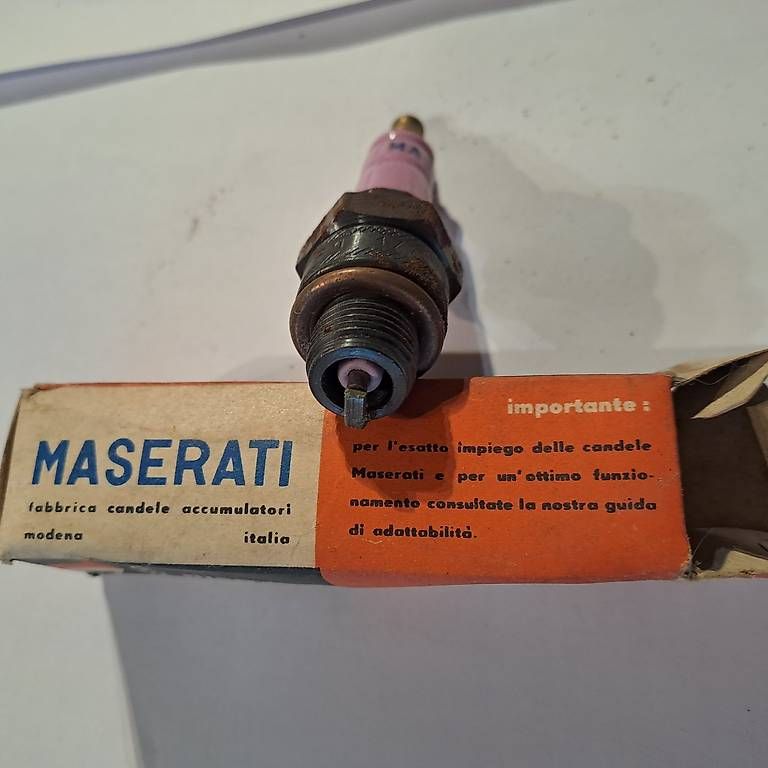 MA
MASERATI
fabbrica candele accumulatori
modena italia
importante:
per l'esatto impiego delle candele
Maserati e per un'ottimo funzio-
namento consultate la nostra guida
di adattabilità.